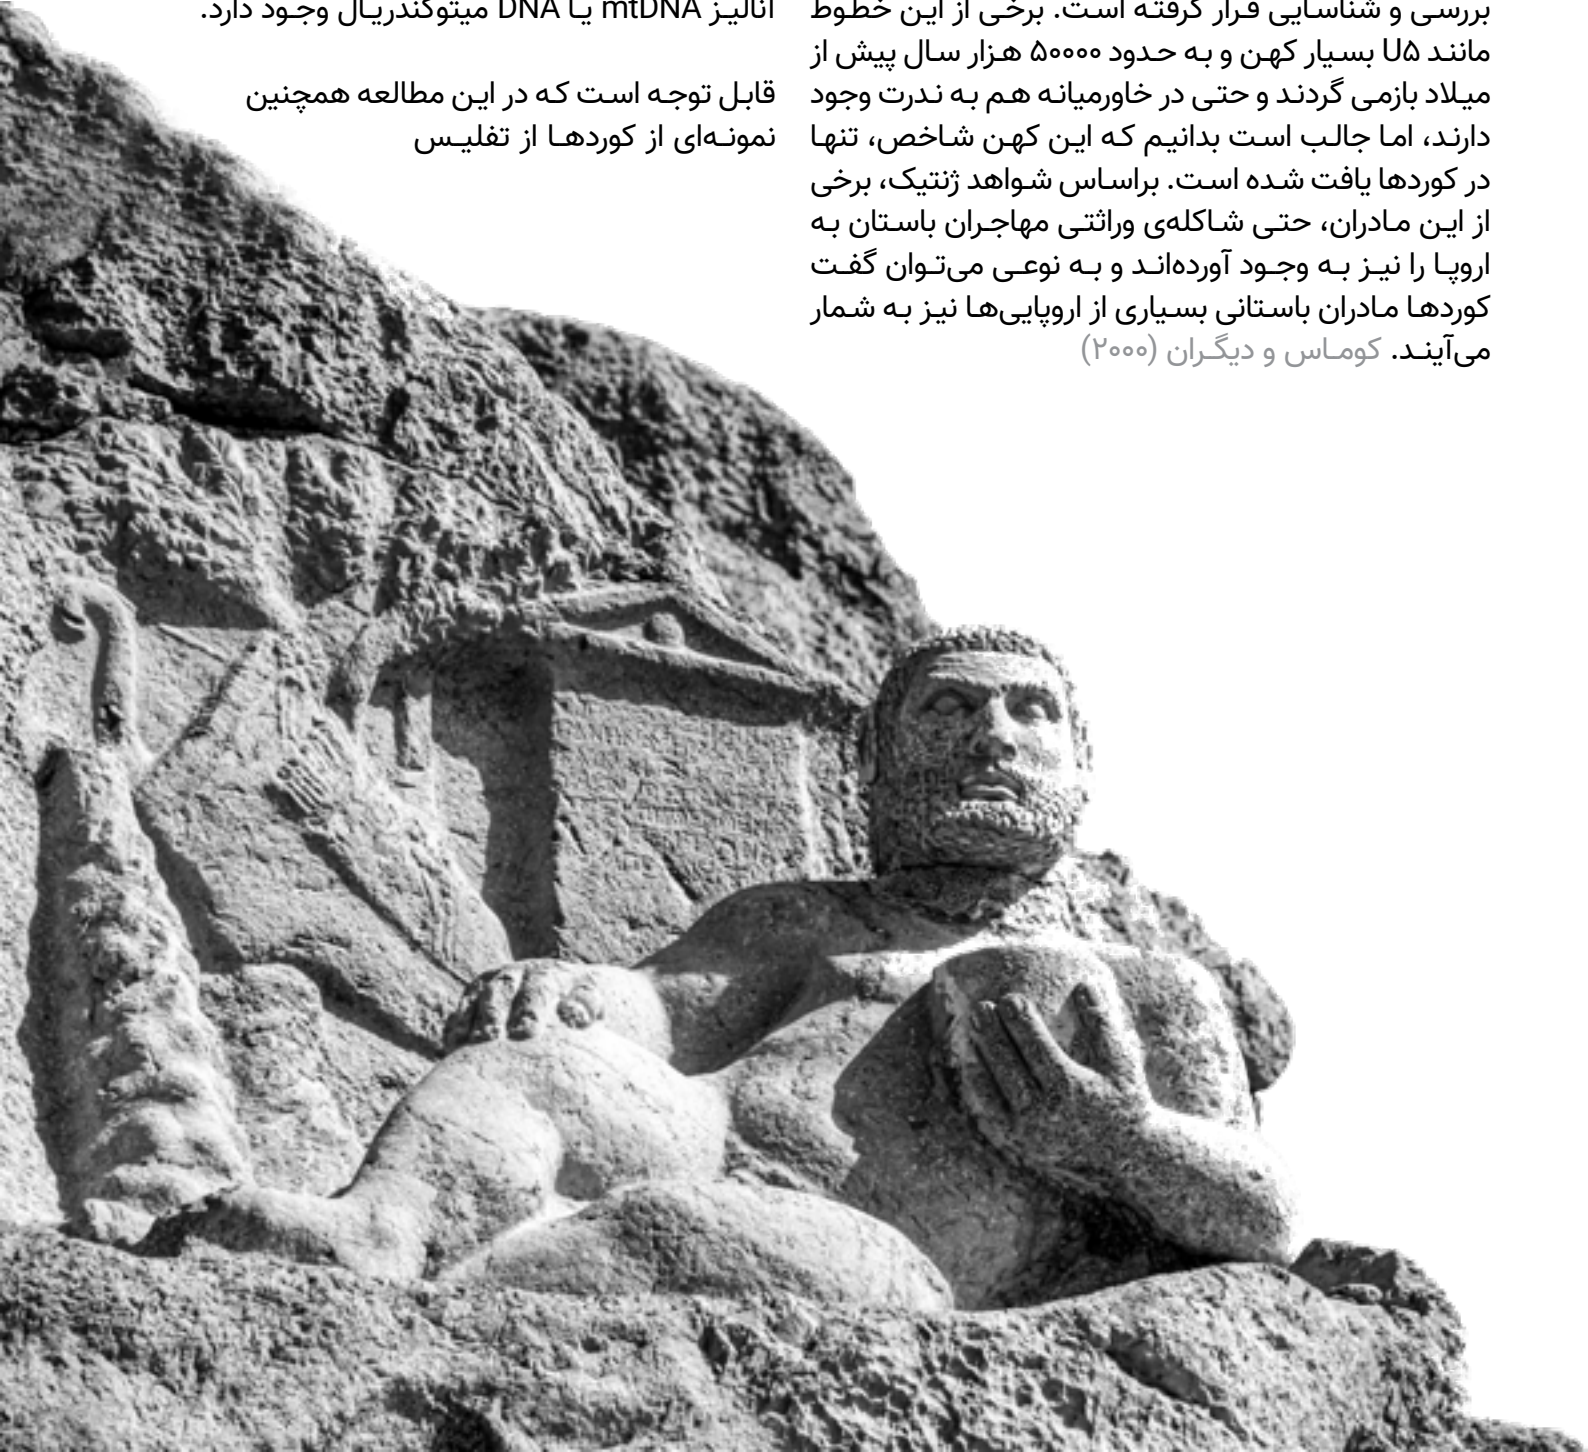 بررسی و شناسایی قرار گرفته است. برخی از این خطوط
مانند U۵ بسیار کهن و به حدود ۵۰۰۰۰ هزار سال پیش از
میلاد بازمی گردند و حتی در خاورمیانه هم به ندرت وجود
دارند، اما جالب است بدانیم که این کهن شاخص، تنها
در کوردها یافت شده است. براساس شواهد ژنتیک، برخی
از این مادران، حتی شاکله‌ی وراثتی مهاجران باستان به
اروپا را نیز به وجود آورده‌اند و به نوعی می‌توان گفت
کوردها مادران باستانی بسیاری از اروپایی‌ها نیز به شمار
می‌آیند. کوماس و دیگران (۲۰۰۰)
آنالیز mtDNA یا DNA میتوکندریال وجود دارد.
قابل توجه است که در این مطالعه همچنین
نمونه‌ای از کوردها از تفلیس